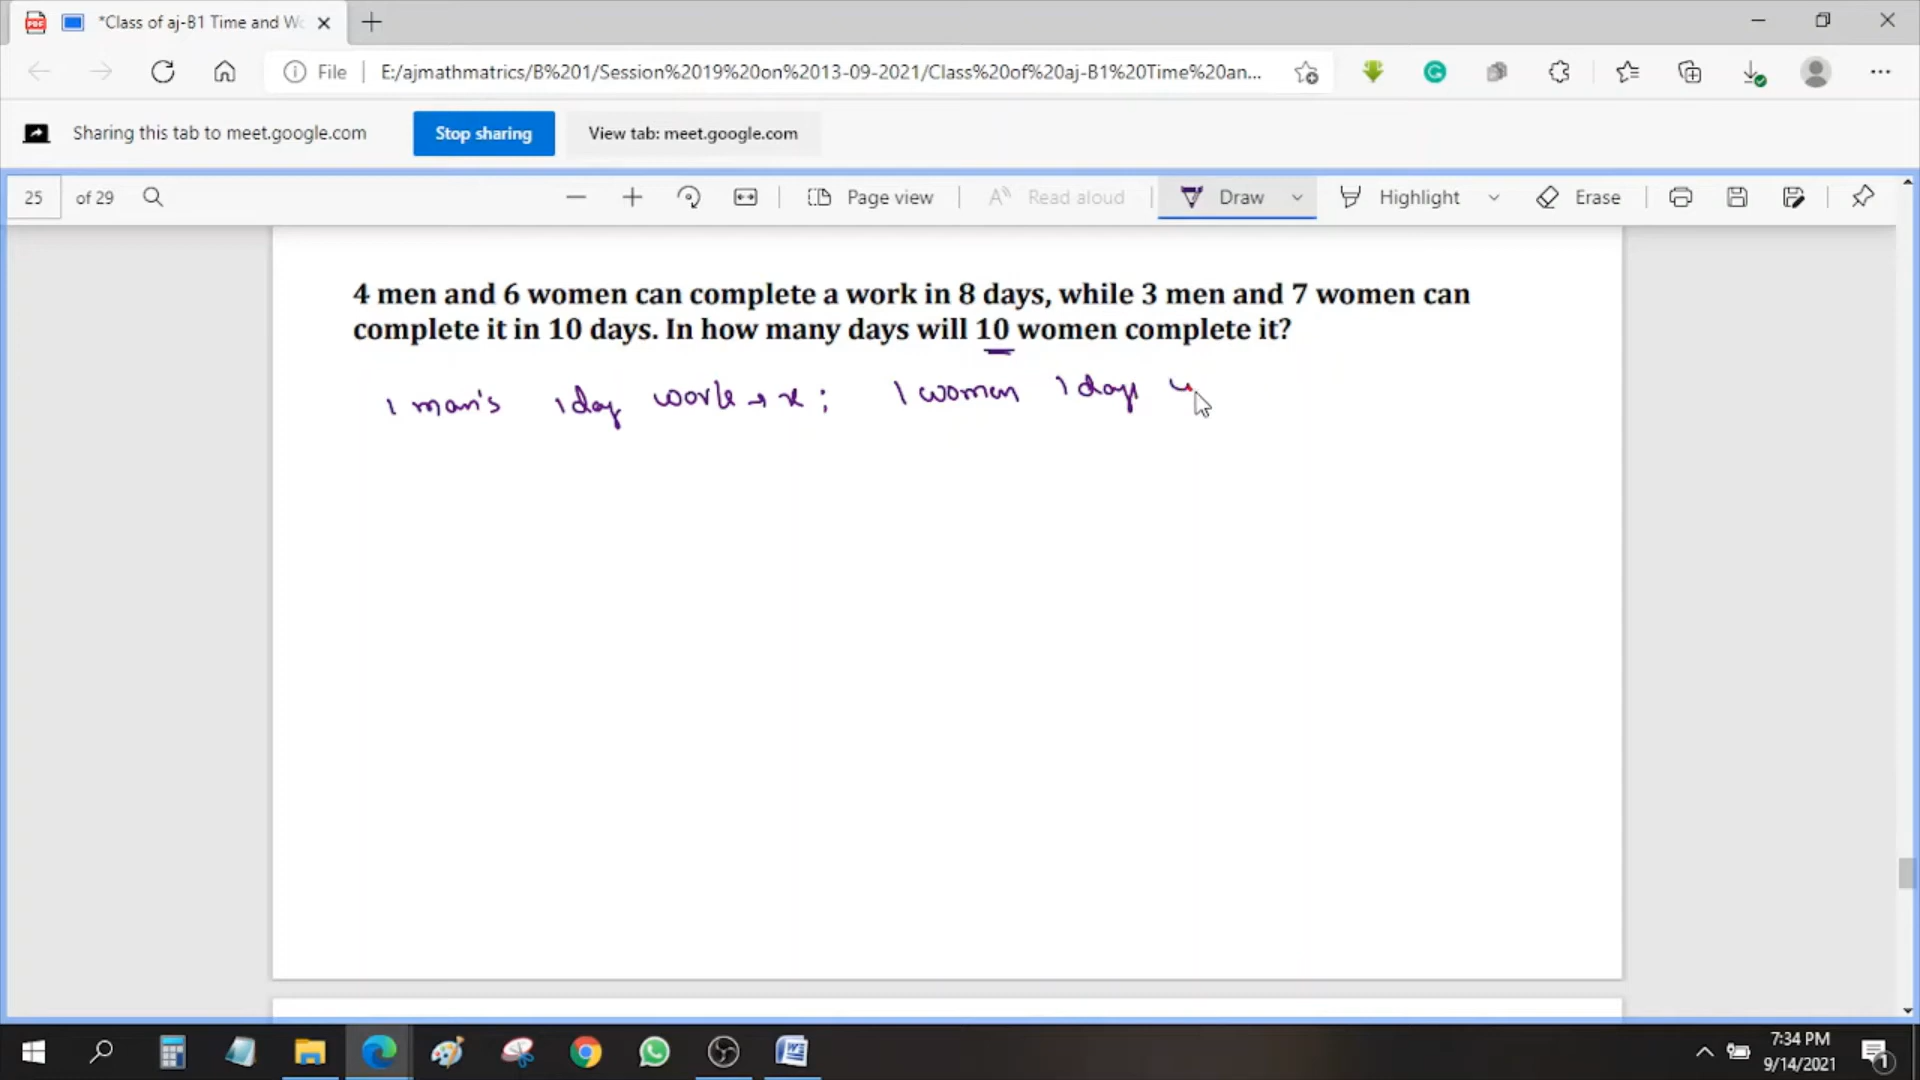 *Class of aj-B1 Time and Wo
File
E:/ajmathmatrics/B%201/Session%2019%20on%2013-09-2021/Class%20of%20aj-B1%20Time%20an...
Sharing this tab to meet.google.com
Stop sharing
View tab: meet.google.com
25 of 29
Page view
Read aloud
Draw
Highlight
Erase
4 men and 6 women can complete a work in 8 days, while 3 men and 7 women can
complete it in 10 days. In how many days will 10 women complete it?
1 man's 1 day work → x ; 1 women 1 days
7:34 PM
9/14/2021
1